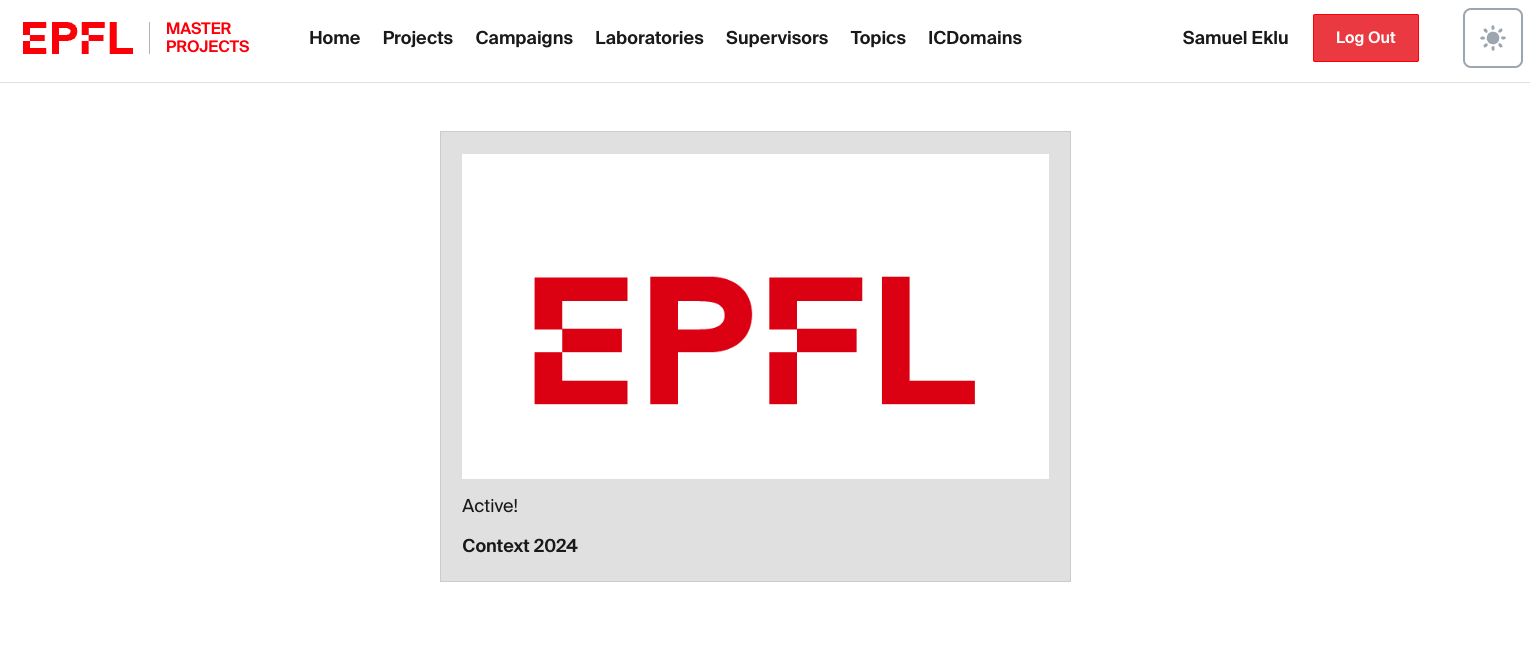 EPFL
MASTER
PROJECTS
Home Projects Campaigns Laboratories Supervisors Topics ICDomains
Samuel Eklu
Log Out
EPFL
Active!
Context 2024